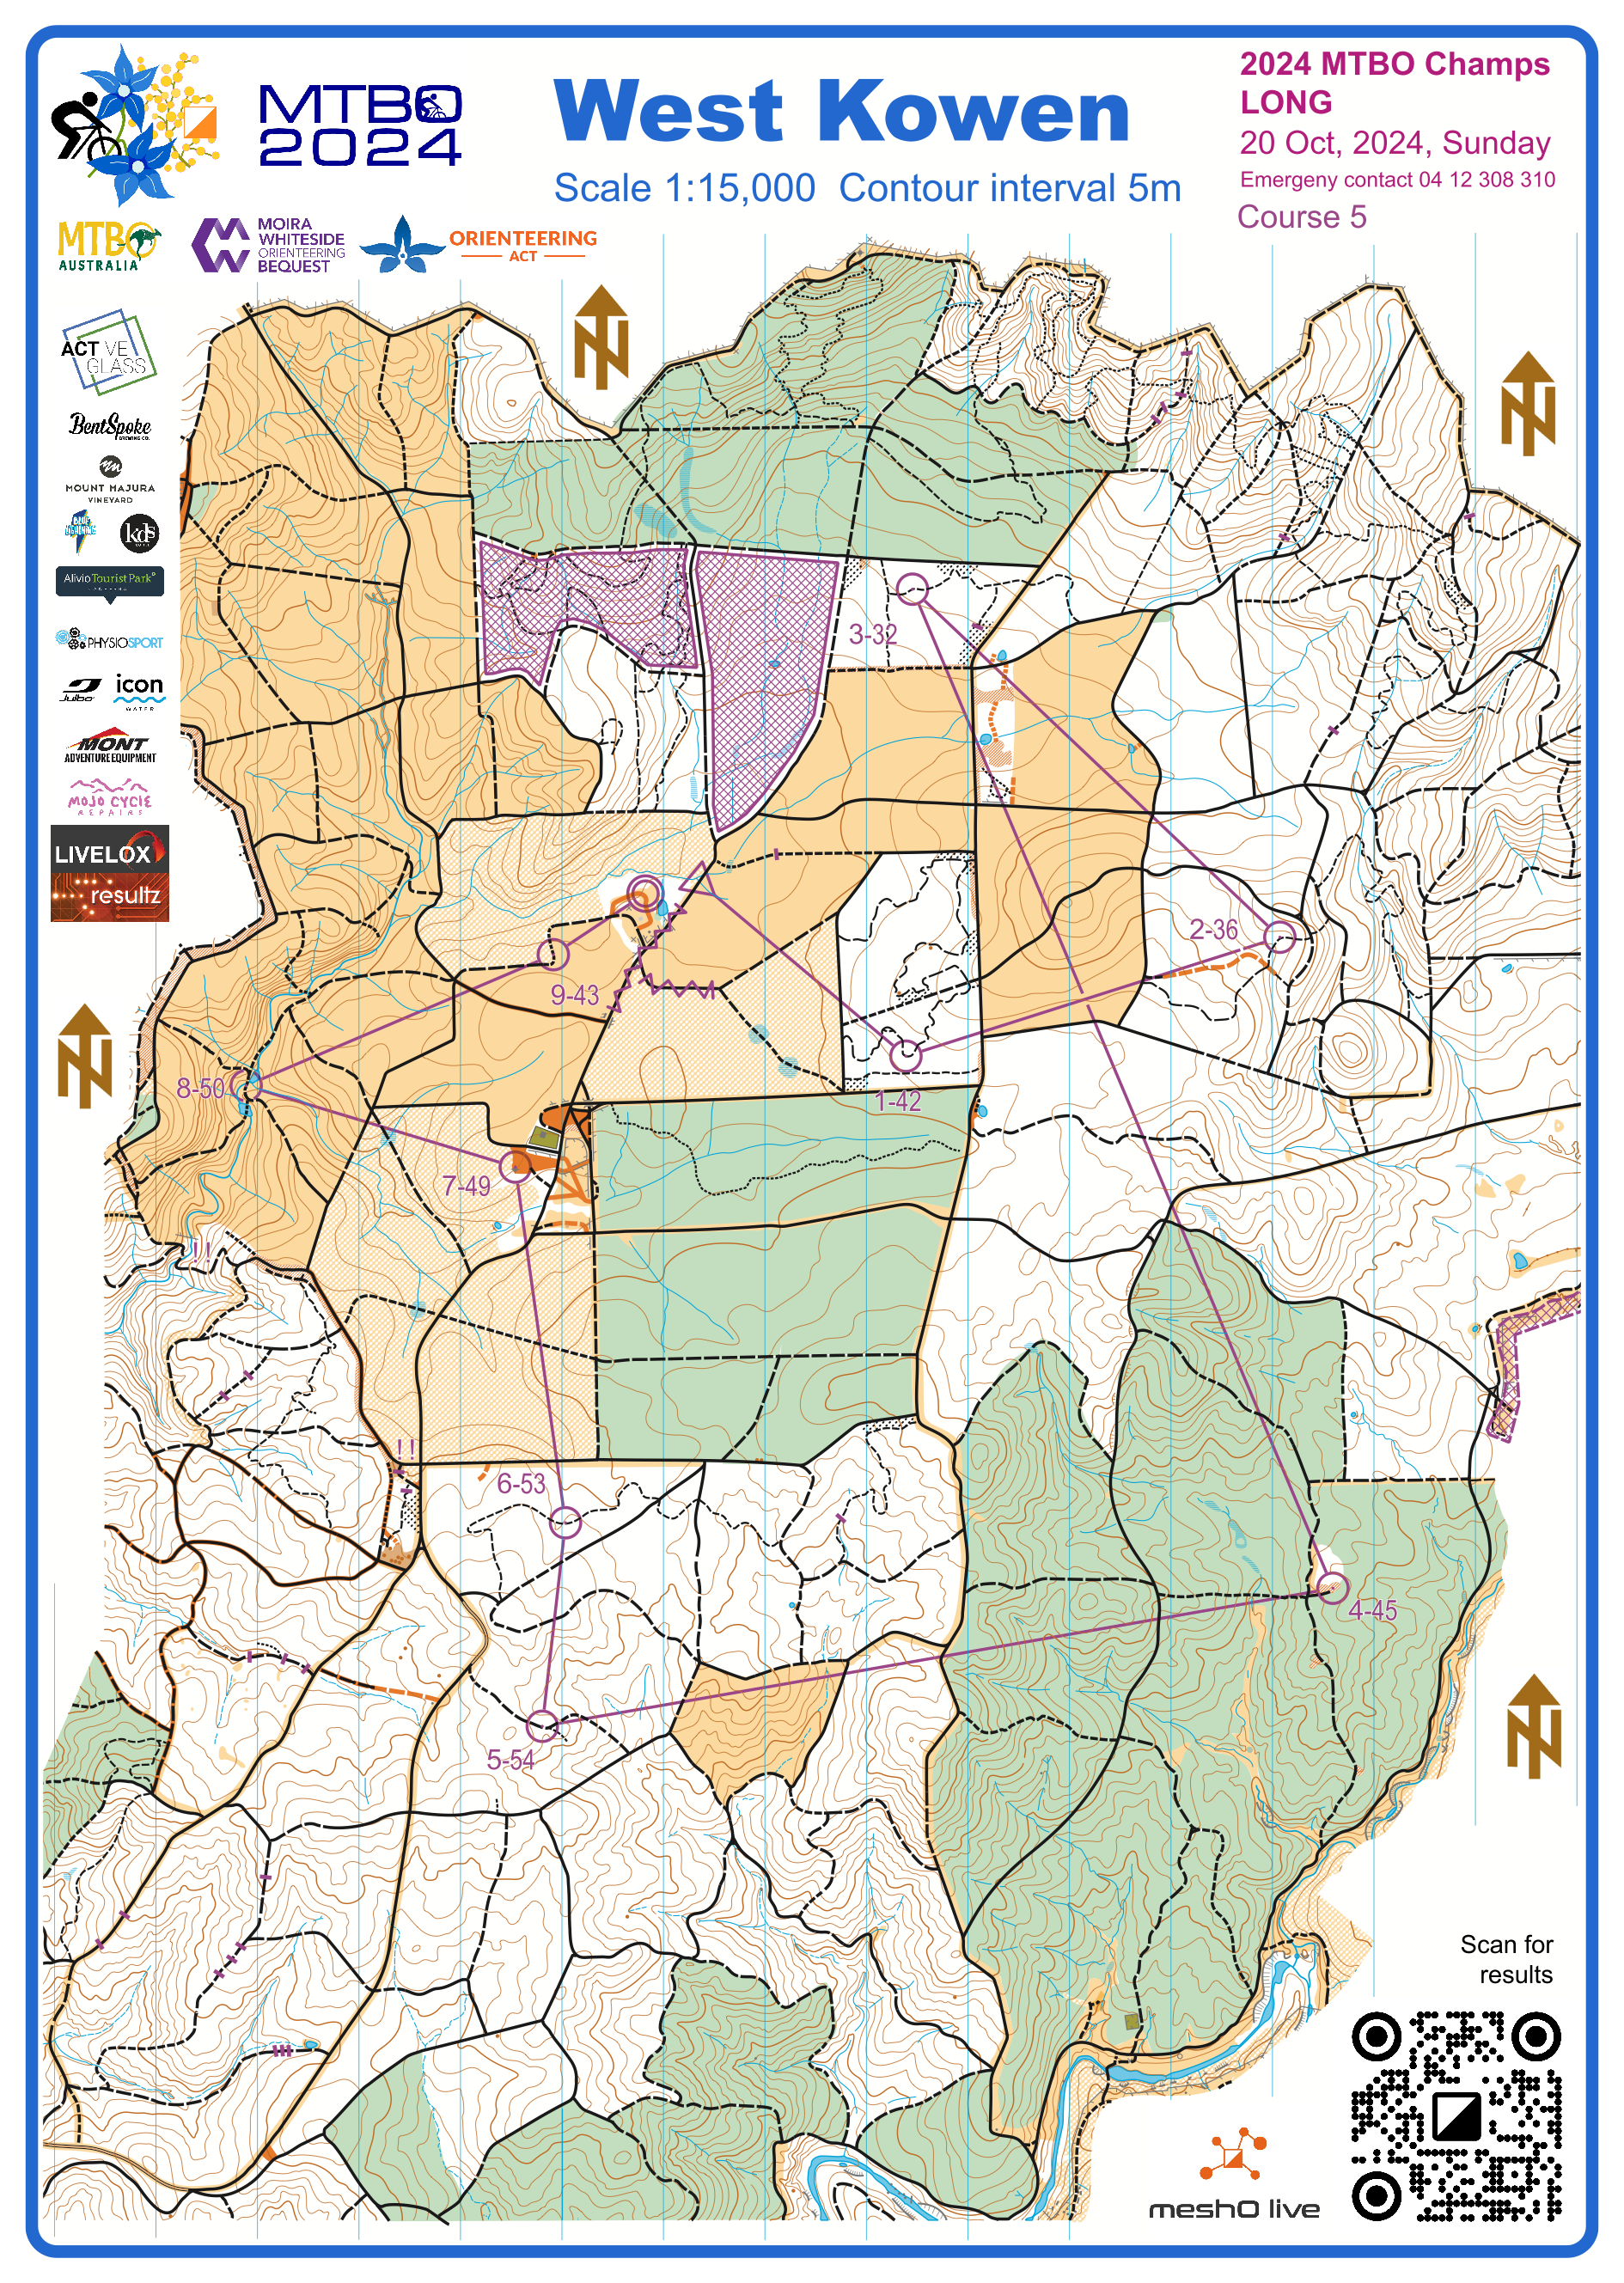 MTBO
2024
West Kowen
Scale 1:15,000 Contour interval 5m
2024 MTBO Champs
LONG
20 Oct, 2024, Sunday
Emergeny contact 04 12 308 310
Course 5
MTBO
AUSTRALIA
MOIRA
WHITESIDE
ORIENTEERING
BEQUEST
ORIENTEERING
ACT
ACTIVE
GLASS
BentSpoke
BREWING CO.
MOUNT MAJURA
VINEYARD
BLUE
LIGHTNING
kds
Alivio Tourist Park
PHYSIOSPORT
Julbo
icon
WATER
MONT
ADVENTURE EQUIPMENT
MOJO CYCLE
REPAIRS
LIVELOX
resultz
N
N
N
N
3-32
2-36
9-43
8-50
1-42
7-49
!!
!!
6-53
4-45
5-54
Scan for
results
meshO live